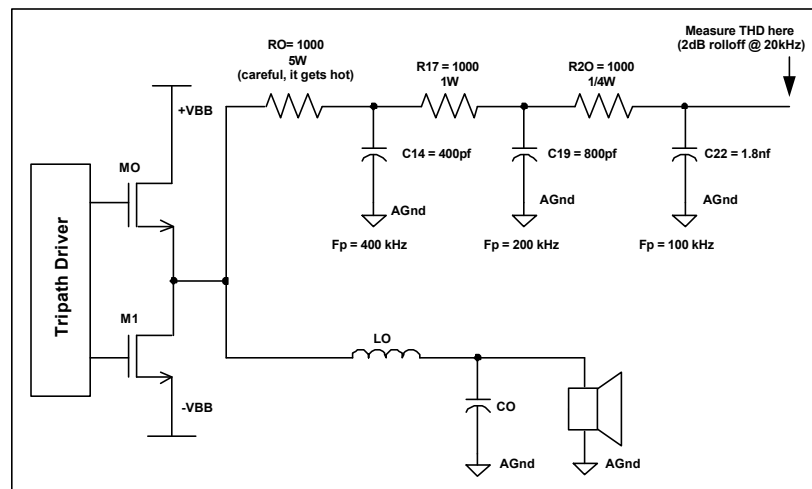 Measure THD here
(2dB rolloff @ 20kHz)
RO= 1000
5W
(careful, it gets hot)
R17 = 1000
1W
R2O = 1000
1/4W
+VBB
C14 = 400pf
C19 = 800pf
C22 = 1.8nf
MO
AGnd
AGnd
AGnd
Fp = 400 kHz
Fp = 200 kHz
Fp = 100 kHz
Tripath Driver
M1
LO
-VBB
CO
AGnd
AGnd